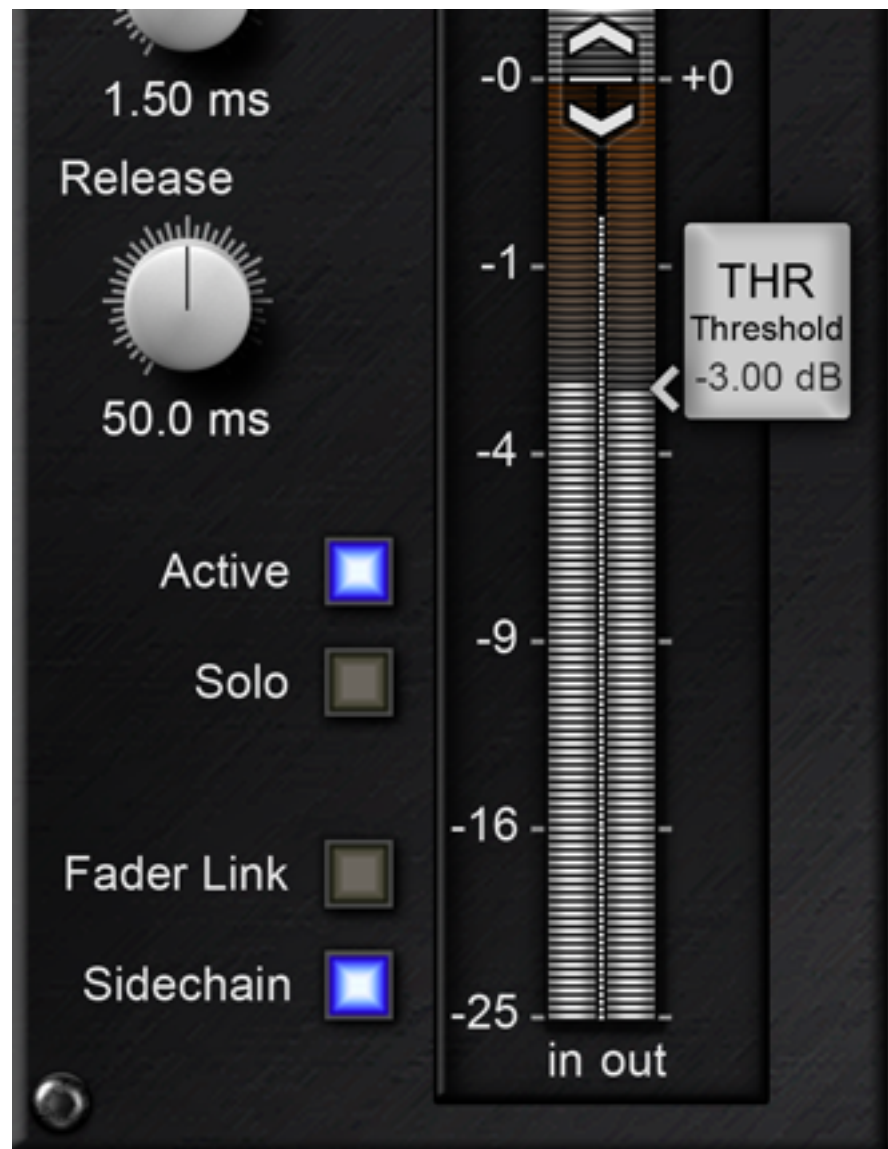 1.50 ms
Release
50.0 ms
Active
Solo
Fader Link
Sidechain
-0
+0
-1
-4
-9
-16
-25
in out
THR
Threshold
-3.00 dB